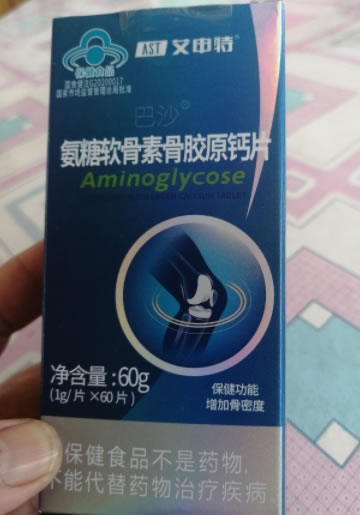 AST 艾申特
保健食品
国食健注G20200017
国家市场监督管理总局批准
巴沙®
氨糖软骨素骨胶原钙片
Aminoglycose
净含量:60g
(1g/片×60片)
保健功能
增加骨密度
保健食品不是药物,
不能代替药物治疗疾病